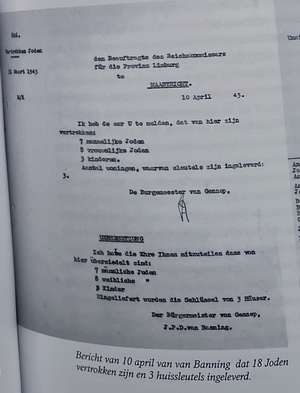 Vertrokken Joden
31 Maart 1943
den Beauftragte des Reichskommissars
für die Provinz Limburg
te
MAASTRICHT.
10 April 43.
Ik heb de eer U te melden, dat van hier zijn
vertrokken:
7 mannelijke Joden
8 vrouwelijke Joden
3 kinderen.
Aantal woningen, waarvan sleutels zijn ingeleverd:
3.
De Burgemeester van Gennep,
Ich habe die Ehre Ihnen mitzuteilen dass von
hier übersiedelt sind:
7 männliche Juden
8 weibliche "
3 Kinder
Eingeliefert wurden die Schlüssel von 3 Häuser.
Der Bürgermeister von Gennep,
J.P.D.van Banning.
Bericht van 10 april van van Banning dat 18 Joden
vertrokken zijn en 3 huissleutels ingeleverd.